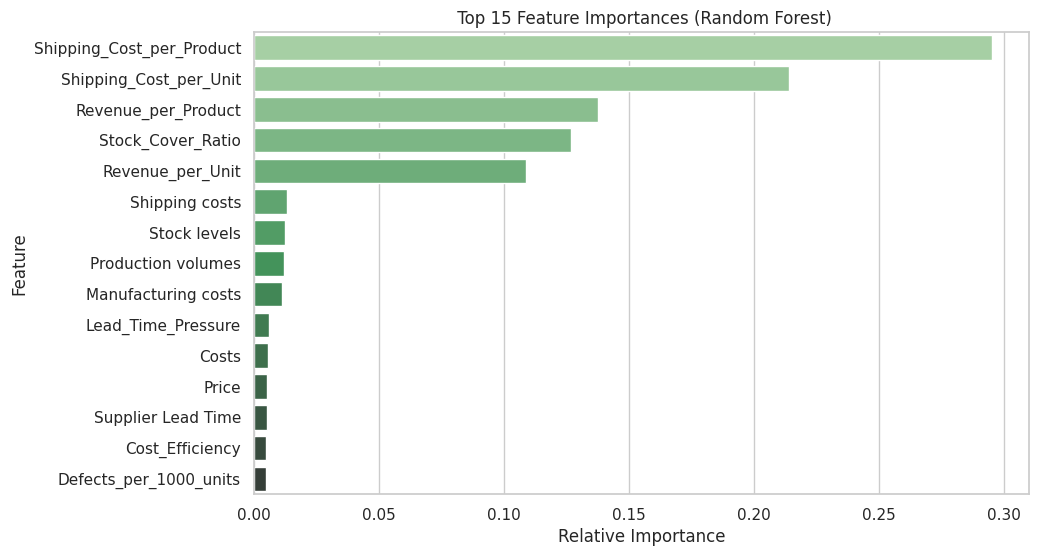 Top 15 Feature Importances (Random Forest)
Feature
Shipping_Cost_per_Product
Shipping_Cost_per_Unit
Revenue_per_Product
Stock_Cover_Ratio
Revenue_per_Unit
Shipping costs
Stock levels
Production volumes
Manufacturing costs
Lead_Time_Pressure
Costs
Price
Supplier Lead Time
Cost_Efficiency
Defects_per_1000_units
0.00 0.05 0.10 0.15 0.20 0.25 0.30
Relative Importance